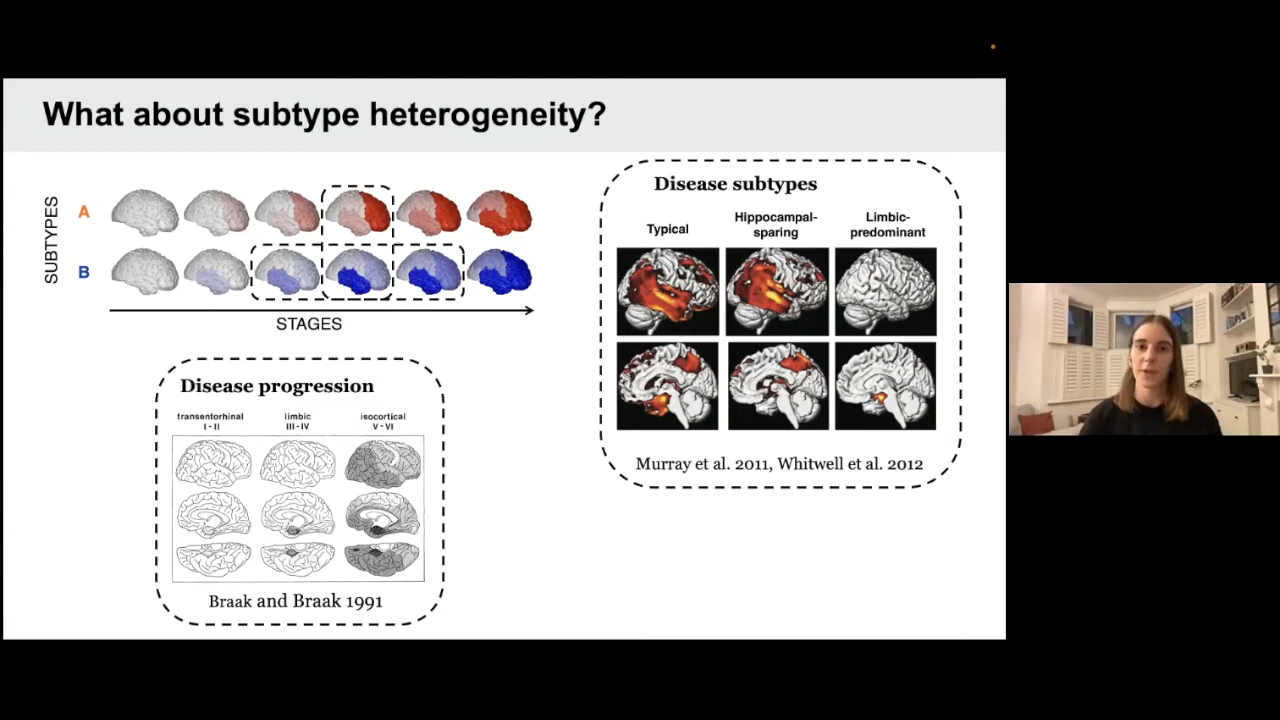 What about subtype heterogeneity?
SUBTYPES
A
B
STAGES
Disease progression
transentorhinal
I - II
limbic
III - IV
isocortical
V - VI
Braak and Braak 1991
Disease subtypes
Typical
Hippocampal-
sparing
Limbic-
predominant
Murray et al. 2011, Whitwell et al. 2012